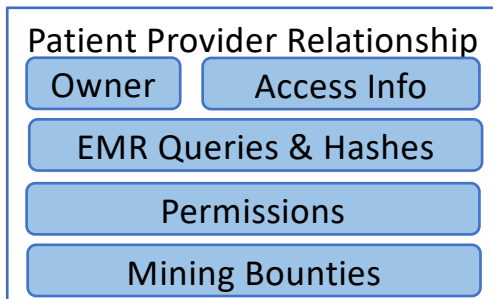 Patient Provider Relationship
Owner Access Info
EMR Queries & Hashes
Permissions
Mining Bounties